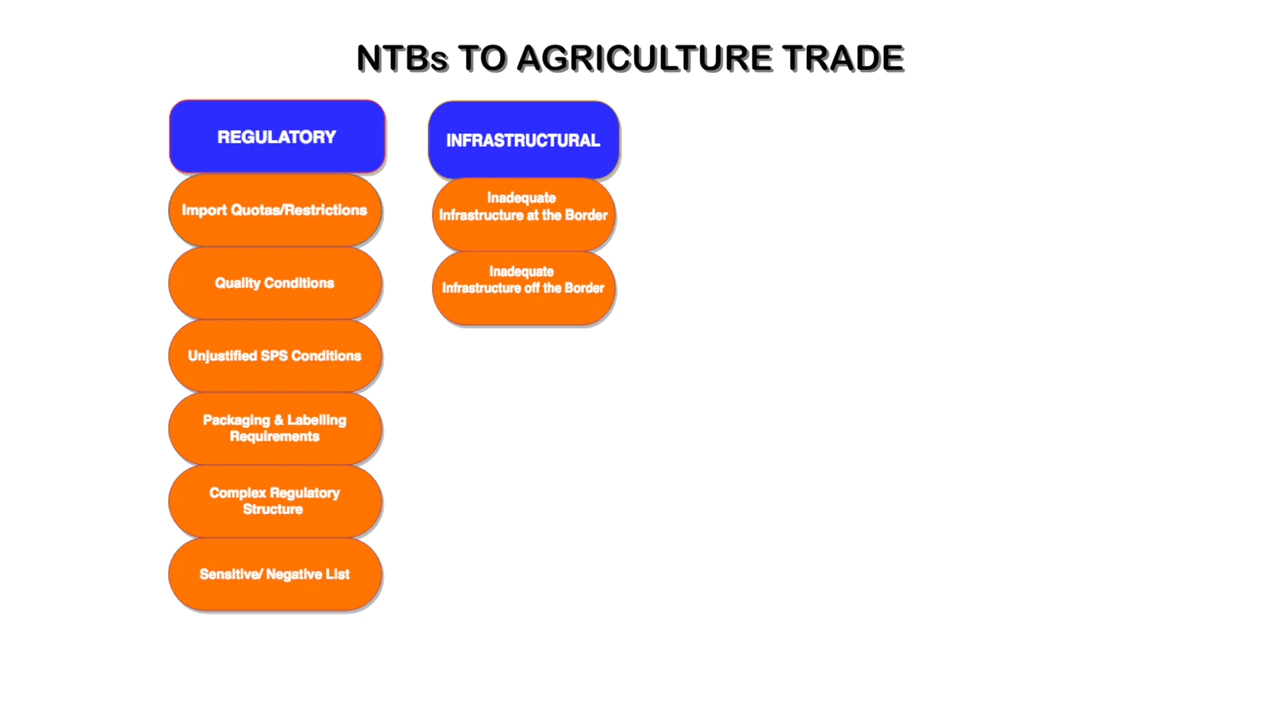 NTBs TO AGRICULTURE TRADE
REGULATORY
Import Quotas/Restrictions
Quality Conditions
Unjustified SPS Conditions
Packaging & Labelling
Requirements
Complex Regulatory
Structure
Sensitive/ Negative List
INFRASTRUCTURAL
Inadequate
Infrastructure at the Border
Inadequate
Infrastructure off the Border